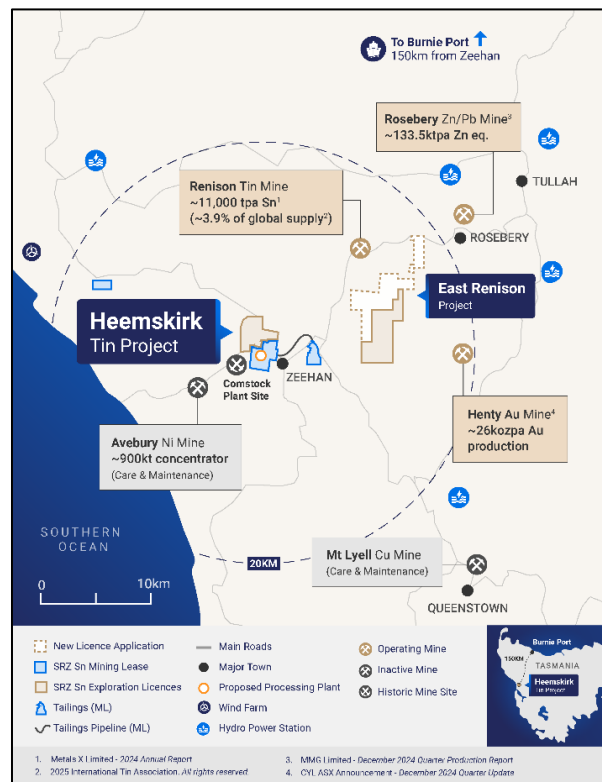 To Burnie Port
150km from Zeehan
Rosebery Zn/Pb Mine³
~133.5ktpa Zn eq.
TULLAH
Renison Tin Mine
~11,000 tpa Sn¹
(~3.9% of global supply²)
ROSEBERY
East Renison
Project
Heemskirk
Tin Project
ZEEHAN
Comstock
Plant Site
Avebury Ni Mine
~900kt concentrator
(Care & Maintenance)
Henty Au Mine⁴
~26kozpa Au
production
SOUTHERN
OCEAN
0 10km
20KM
Mt Lyell Cu Mine
(Care & Maintenance)
QUEENSTOWN
New Licence Application
SRZ Sn Mining Lease
SRZ Sn Exploration Licences
Tailings (ML)
Tailings Pipeline (ML)
Main Roads
Major Town
Proposed Processing Plant
Wind Farm
Hydro Power Station
Operating Mine
Inactive Mine
Historic Mine Site
Burnie Port
150KM
TASMANIA
Heemskirk
Tin Project
1. Metals X Limited - 2024 Annual Report
2. 2025 International Tin Association. All rights reserved.
3. MMG Limited - December 2024 Quarter Production Report
4. CYL ASX Announcement - December 2024 Quarter Update